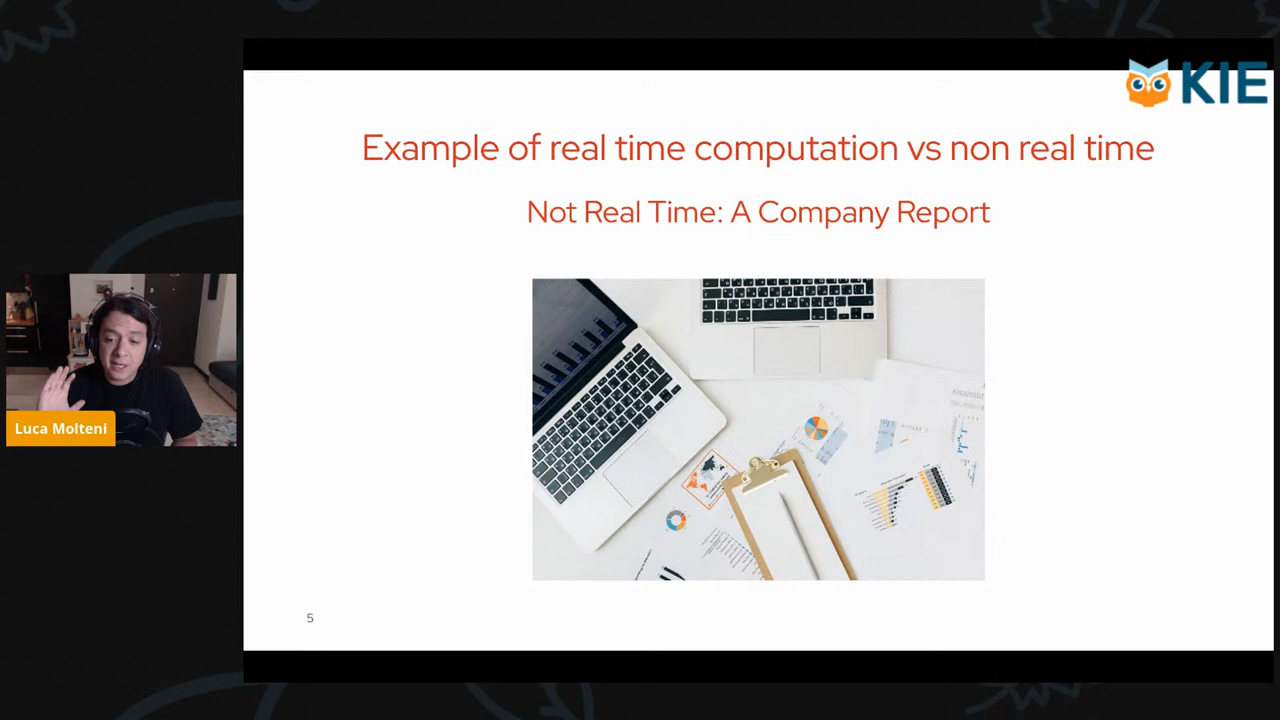 KIE
Example of real time computation vs non real time
Not Real Time: A Company Report
Luca Molteni
5